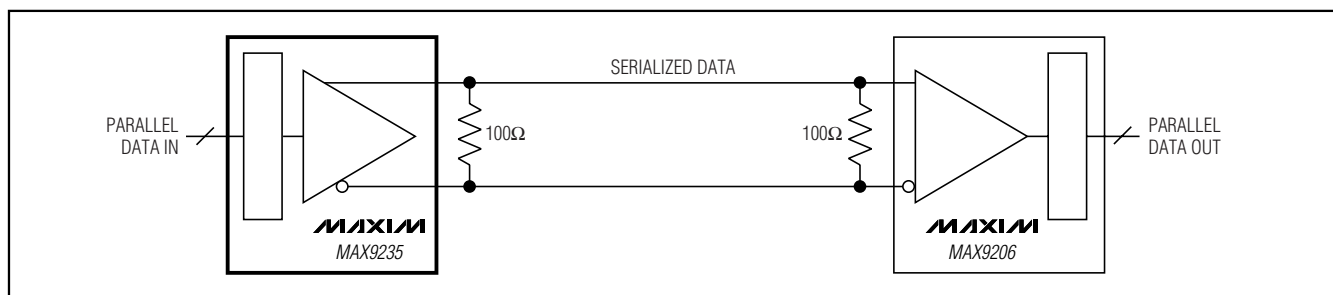 SERIALIZED DATA
PARALLEL
DATA IN
100Ω
100Ω
PARALLEL
DATA OUT
MAXIM
MAX9235
MAXIM
MAX9206